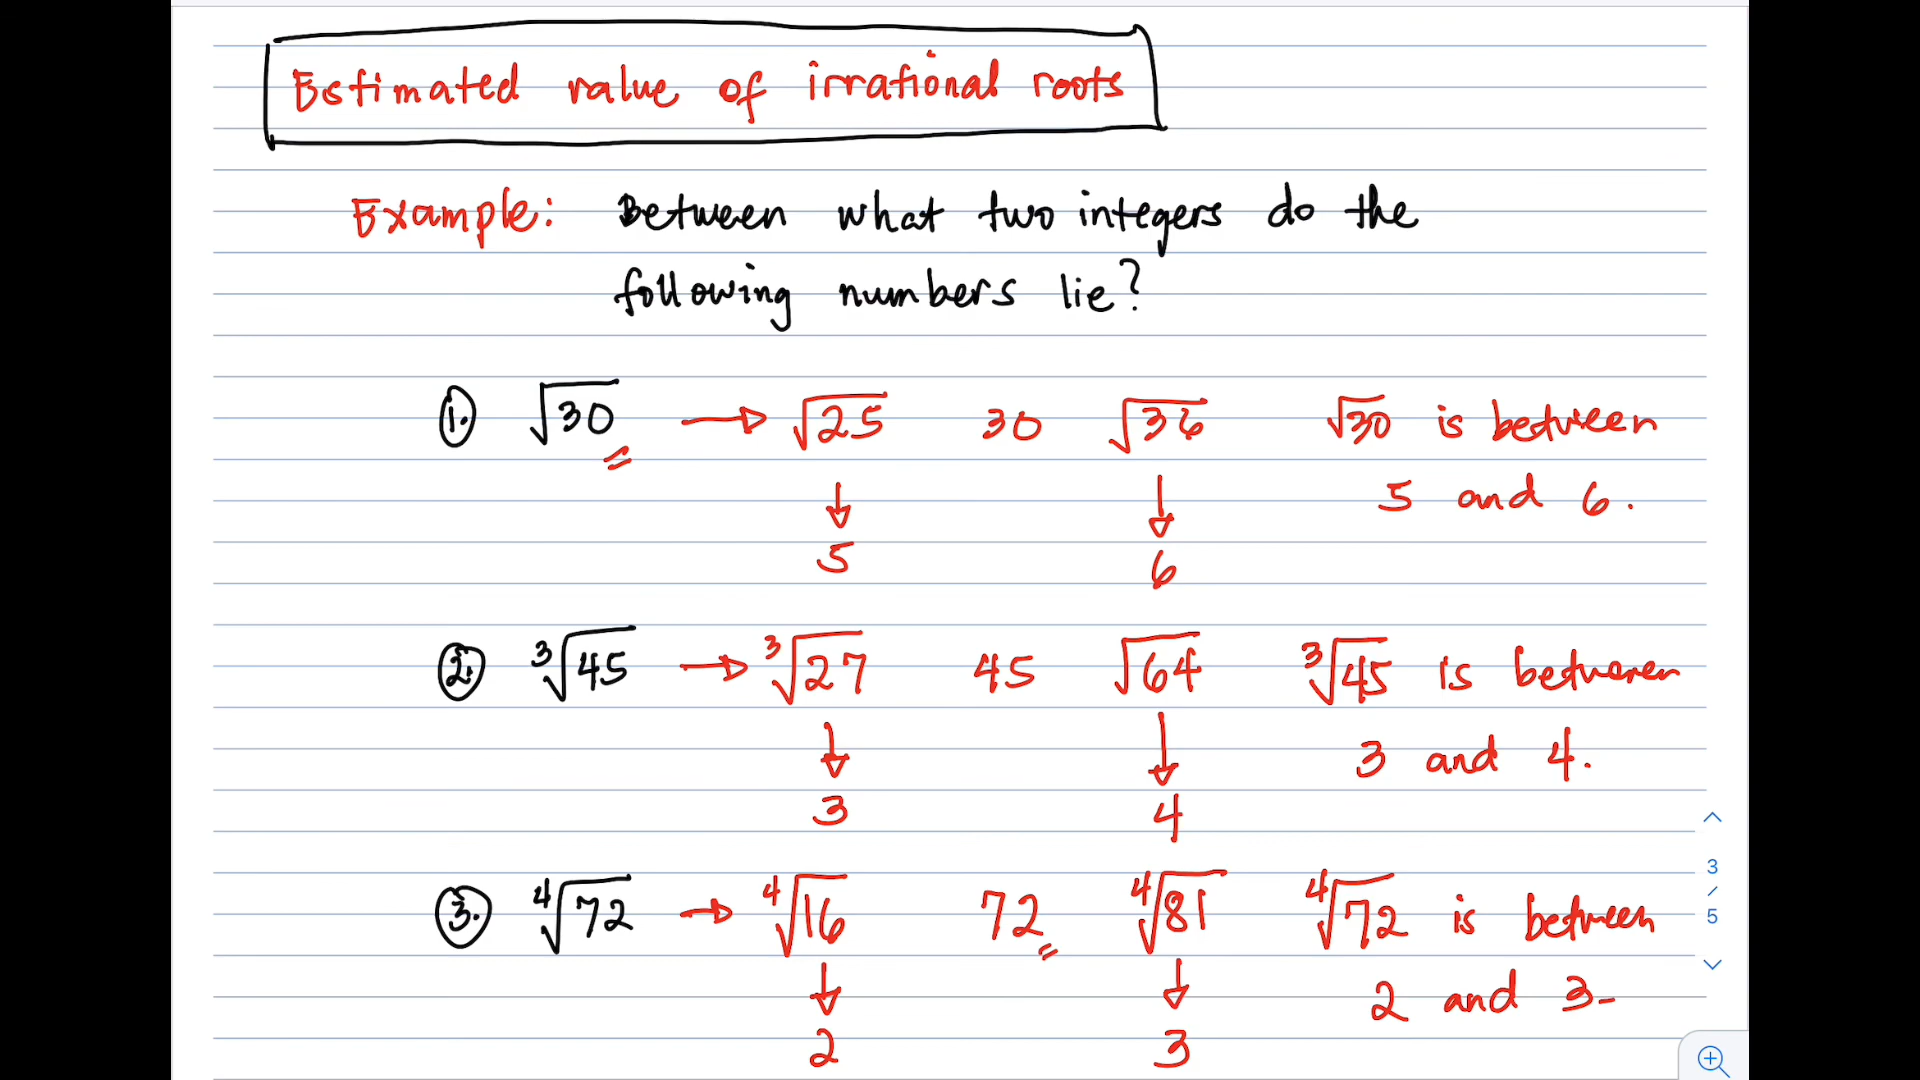 Estimated value of irrational roots
Example: Between what two integers do the
following numbers lie?
1. √30 → √25 30 √36 √30 is between
5 and 6.
↓ ↓
5 6
2. ³√45 → ³√27 45 √64 ³√45 is between
3 and 4.
↓ ↓
3 4
3. ⁴√72 → ⁴√16 72 ⁴√81 ⁴√72 is between
2 and 3-
↓ ↓
2 3
3
/
5